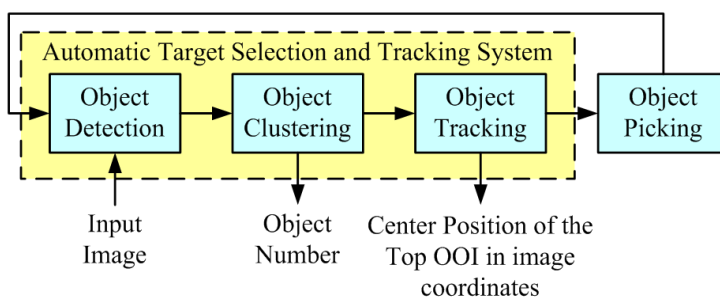 Automatic Target Selection and Tracking System
Object
Detection
Object
Clustering
Object
Tracking
Object
Picking
Input
Image
Object
Number
Center Position of the
Top OOI in image
coordinates